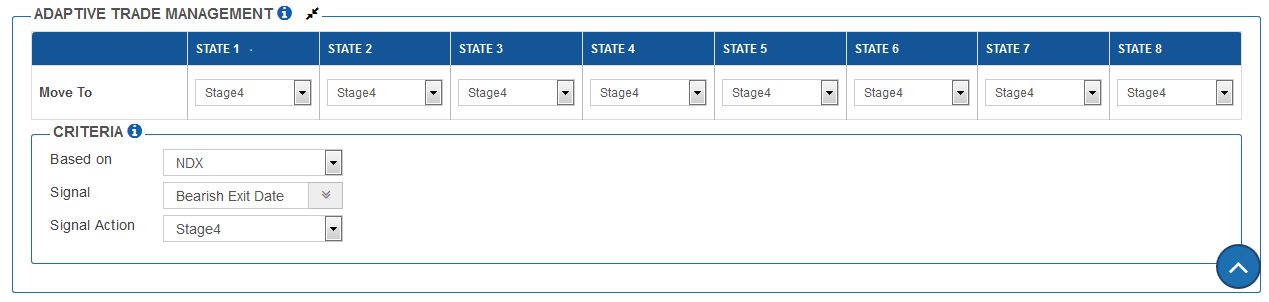 ADAPTIVE TRADE MANAGEMENT
STATE 1 STATE 2 STATE 3 STATE 4 STATE 5 STATE 6 STATE 7 STATE 8
Move To Stage4 Stage4 Stage4 Stage4 Stage4 Stage4 Stage4 Stage4
CRITERIA
Based on NDX
Signal Bearish Exit Date
Signal Action Stage4